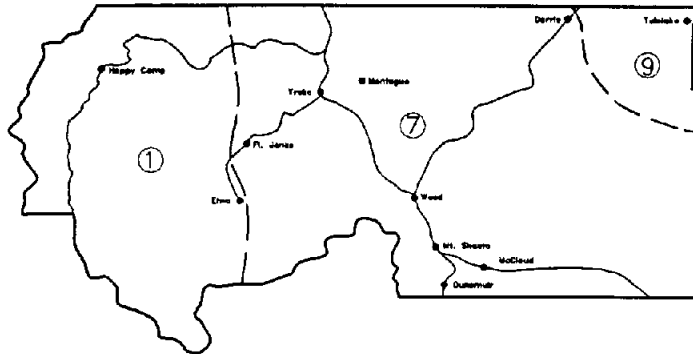 Dorris
Tulelake
9
Happy Camp
Montague
Yreka
7
Ft. Jones
1
Weed
Etna
Mt. Shasta
McCloud
Dunsmuir